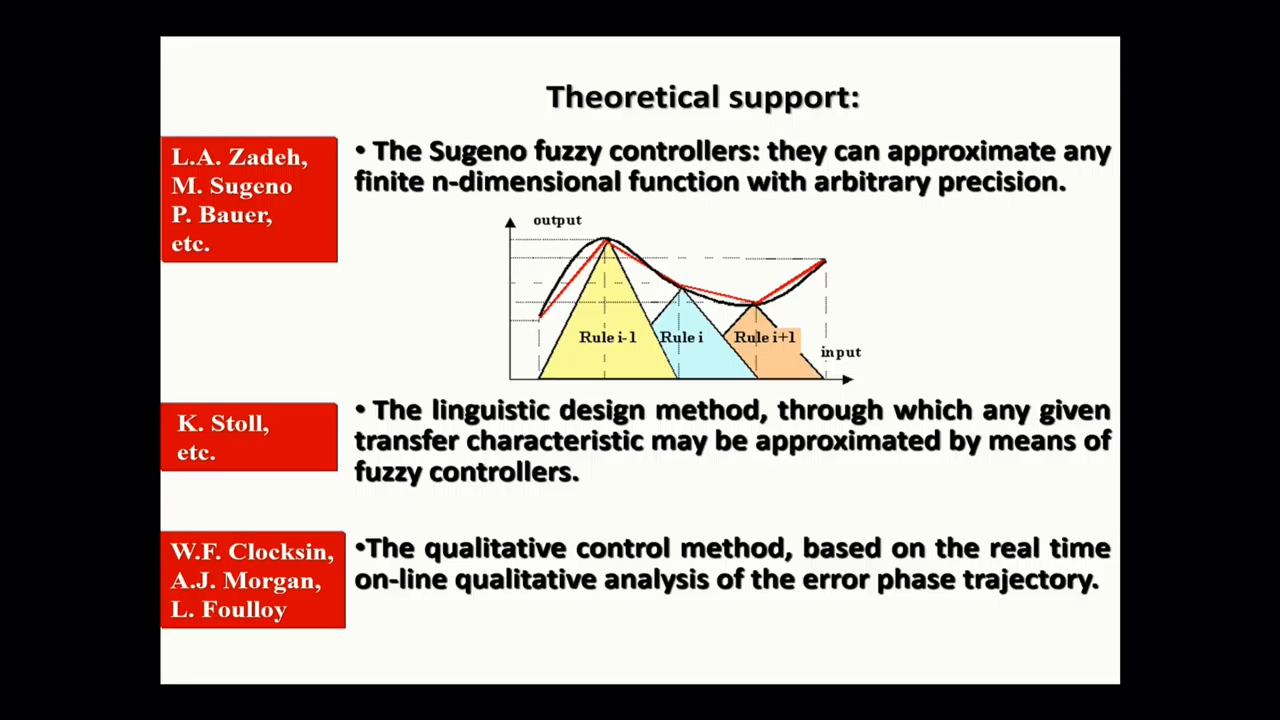 Theoretical support:
L.A. Zadeh,
M. Sugeno
P. Bauer,
etc.
• The Sugeno fuzzy controllers: they can approximate any
finite n-dimensional function with arbitrary precision.
output
Rule i-1
Rule i
Rule i+1
input
K. Stoll,
etc.
• The linguistic design method, through which any given
transfer characteristic may be approximated by means of
fuzzy controllers.
W.F. Clocksin,
A.J. Morgan,
L. Foulloy
•The qualitative control method, based on the real time
on-line qualitative analysis of the error phase trajectory.